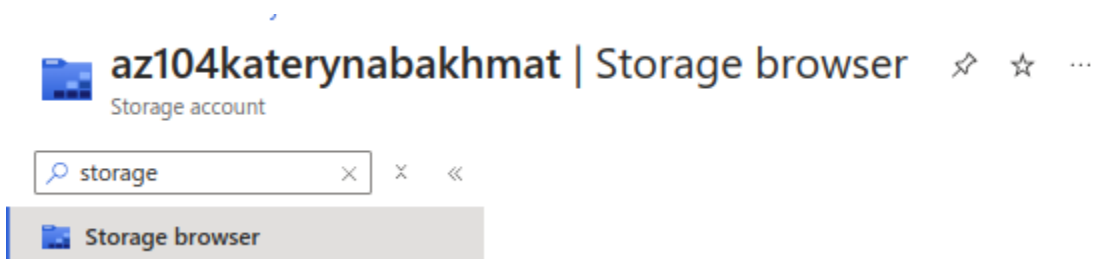 az104katerynabakhmat | Storage browser
Storage account
storage
Storage browser